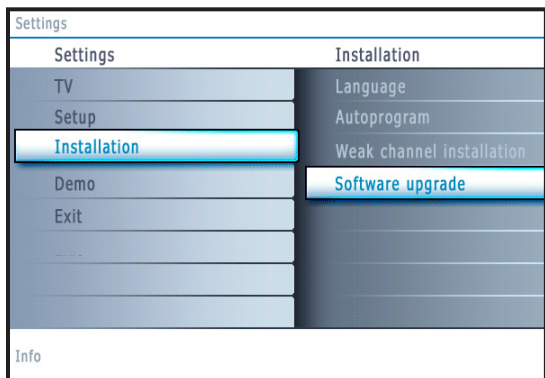 Settings
Settings
TV
Setup
Installation
Demo
Exit
Installation
Language
Autoprogram
Weak channel installation
Software upgrade
Info